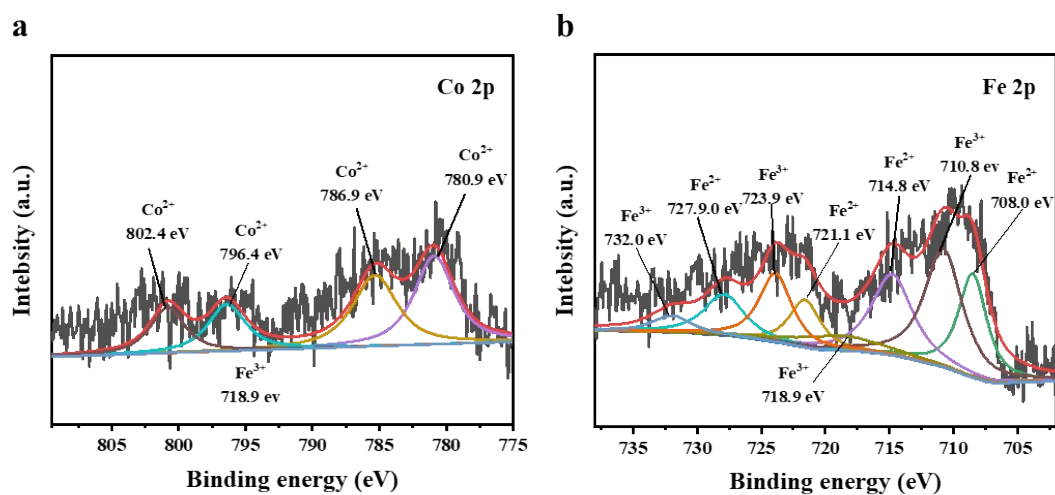 a
Co 2p
Co2+
780.9 eV
Co2+
786.9 eV
Co2+
802.4 eV
Co2+
796.4 eV
Fe3+
718.9 ev
Intebsity (a.u.)
805
800
795
790
785
780
775
Binding energy (eV)
b
Fe 2p
Fe3+
732.0 eV
Fe2+
727.9.0 eV
Fe3+
723.9 eV
Fe2+
721.1 eV
Fe2+
714.8 eV
Fe3+
710.8 ev
Fe2+
708.0 eV
Fe3+
718.9 eV
Intebsity (a.u.)
735
730
725
720
715
710
705
Binding energy (eV)